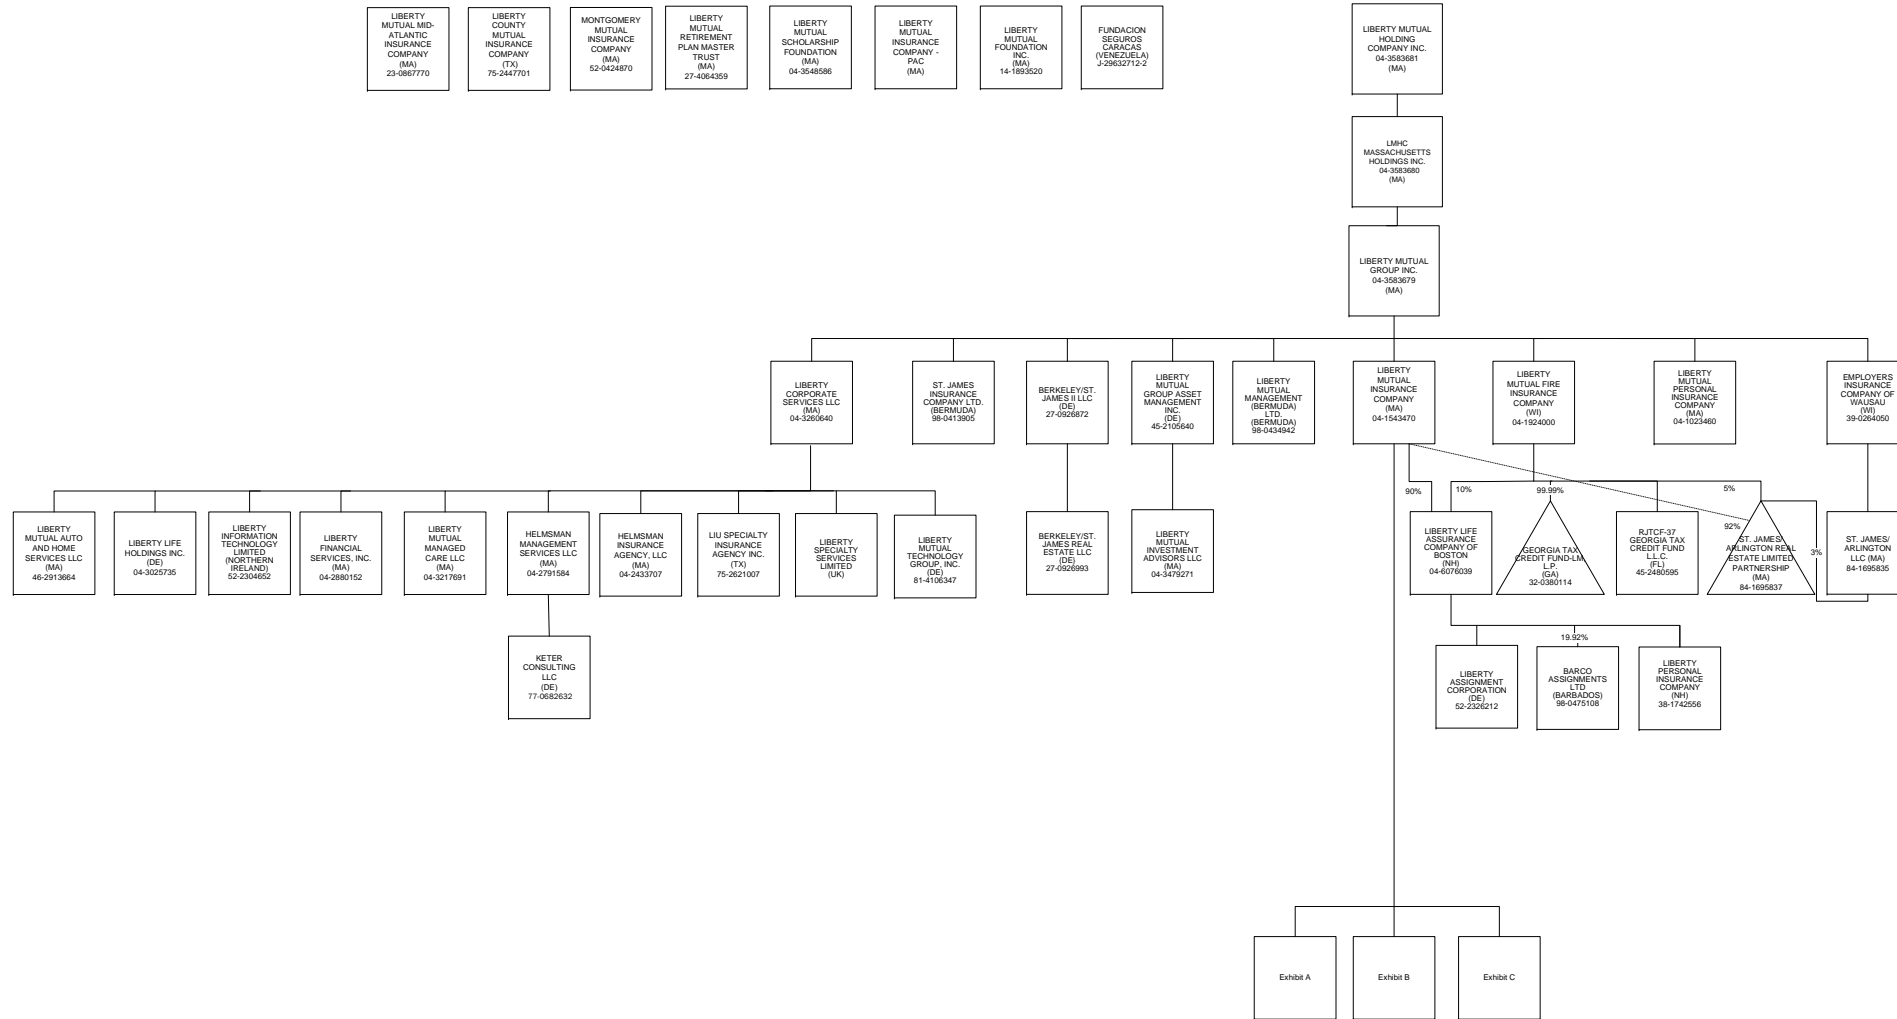 LIBERTY
MUTUAL MID-
ATLANTIC
INSURANCE
COMPANY
(MA)
23-0867770
LIBERTY
COUNTY
MUTUAL
INSURANCE
COMPANY
(TX)
75-2447701
MONTGOMERY
MUTUAL
INSURANCE
COMPANY
(MA)
52-0424870
LIBERTY
MUTUAL
RETIREMENT
PLAN MASTER
TRUST
(MA)
27-4064359
LIBERTY
MUTUAL
SCHOLARSHIP
FOUNDATION
(MA)
04-3548586
LIBERTY
MUTUAL
INSURANCE
COMPANY -
PAC
(MA)
LIBERTY
MUTUAL
FOUNDATION
INC.
(MA)
14-1893520
FUNDACION
SEGUROS
CARACAS
(VENEZUELA)
J-29632712-2
LIBERTY MUTUAL
HOLDING
COMPANY INC.
04-3583681
(MA)
LMHC
MASSACHUSETTS
HOLDINGS INC.
04-3583680
(MA)
LIBERTY MUTUAL
GROUP INC.
04-3583679
(MA)
LIBERTY
CORPORATE
SERVICES LLC
(MA)
04-3260640
ST. JAMES
INSURANCE
COMPANY LTD.
(BERMUDA)
98-0413905
BERKELEY/ST.
JAMES II LLC
(DE)
27-0926872
LIBERTY
MUTUAL
GROUP ASSET
MANAGEMENT
INC.
(DE)
45-2105640
LIBERTY
MUTUAL
MANAGEMENT
(BERMUDA)
LTD.
(BERMUDA)
98-0434942
LIBERTY
MUTUAL
INSURANCE
COMPANY
(MA)
04-1543470
LIBERTY
MUTUAL FIRE
INSURANCE
COMPANY
(WI)
04-1924000
LIBERTY
MUTUAL
PERSONAL
INSURANCE
COMPANY
(MA)
04-1023460
EMPLOYERS
INSURANCE
COMPANY OF
WAUSAU
(WI)
39-0264050
90%
10%
99.99%
5%
92%
3%
LIBERTY
MUTUAL AUTO
AND HOME
SERVICES LLC
(MA)
46-2913664
LIBERTY LIFE
HOLDINGS INC.
(DE)
04-3025735
LIBERTY
INFORMATION
TECHNOLOGY
LIMITED
(NORTHERN
IRELAND)
52-2304652
LIBERTY
FINANCIAL
SERVICES, INC.
(MA)
04-2880152
LIBERTY
MUTUAL
MANAGED
CARE LLC
(MA)
04-3217691
HELMSMAN
MANAGEMENT
SERVICES LLC
(MA)
04-2791584
HELMSMAN
INSURANCE
AGENCY, LLC
(MA)
04-2433707
LIU SPECIALTY
INSURANCE
AGENCY INC.
(TX)
75-2621007
LIBERTY
SPECIALTY
SERVICES
LIMITED
(UK)
LIBERTY
MUTUAL
TECHNOLOGY
GROUP, INC.
(DE)
81-4106347
BERKELEY/ST.
JAMES REAL
ESTATE LLC
(DE)
27-0926993
LIBERTY
MUTUAL
INVESTMENT
ADVISORS LLC
(MA)
04-3479271
LIBERTY LIFE
ASSURANCE
COMPANY OF
BOSTON
(NH)
04-6076039
GEORGIA TAX
CREDIT FUND-LM
L.P.
(GA)
32-0380114
RJTCF-37
GEORGIA TAX
CREDIT FUND
L.L.C.
(FL)
45-2480595
ST. JAMES/
ARLINGTON REAL
ESTATE LIMITED
PARTNERSHIP
(MA)
84-1695837
ST. JAMES/
ARLINGTON
LLC (MA)
84-1695835
KETER
CONSULTING
LLC
(DE)
77-0682632
19.92%
LIBERTY
ASSIGNMENT
CORPORATION
(DE)
52-2326212
BARCO
ASSIGNMENTS
LTD
(BARBADOS)
98-0475108
LIBERTY
PERSONAL
INSURANCE
COMPANY
(NH)
38-1742556
Exhibit A
Exhibit B
Exhibit C